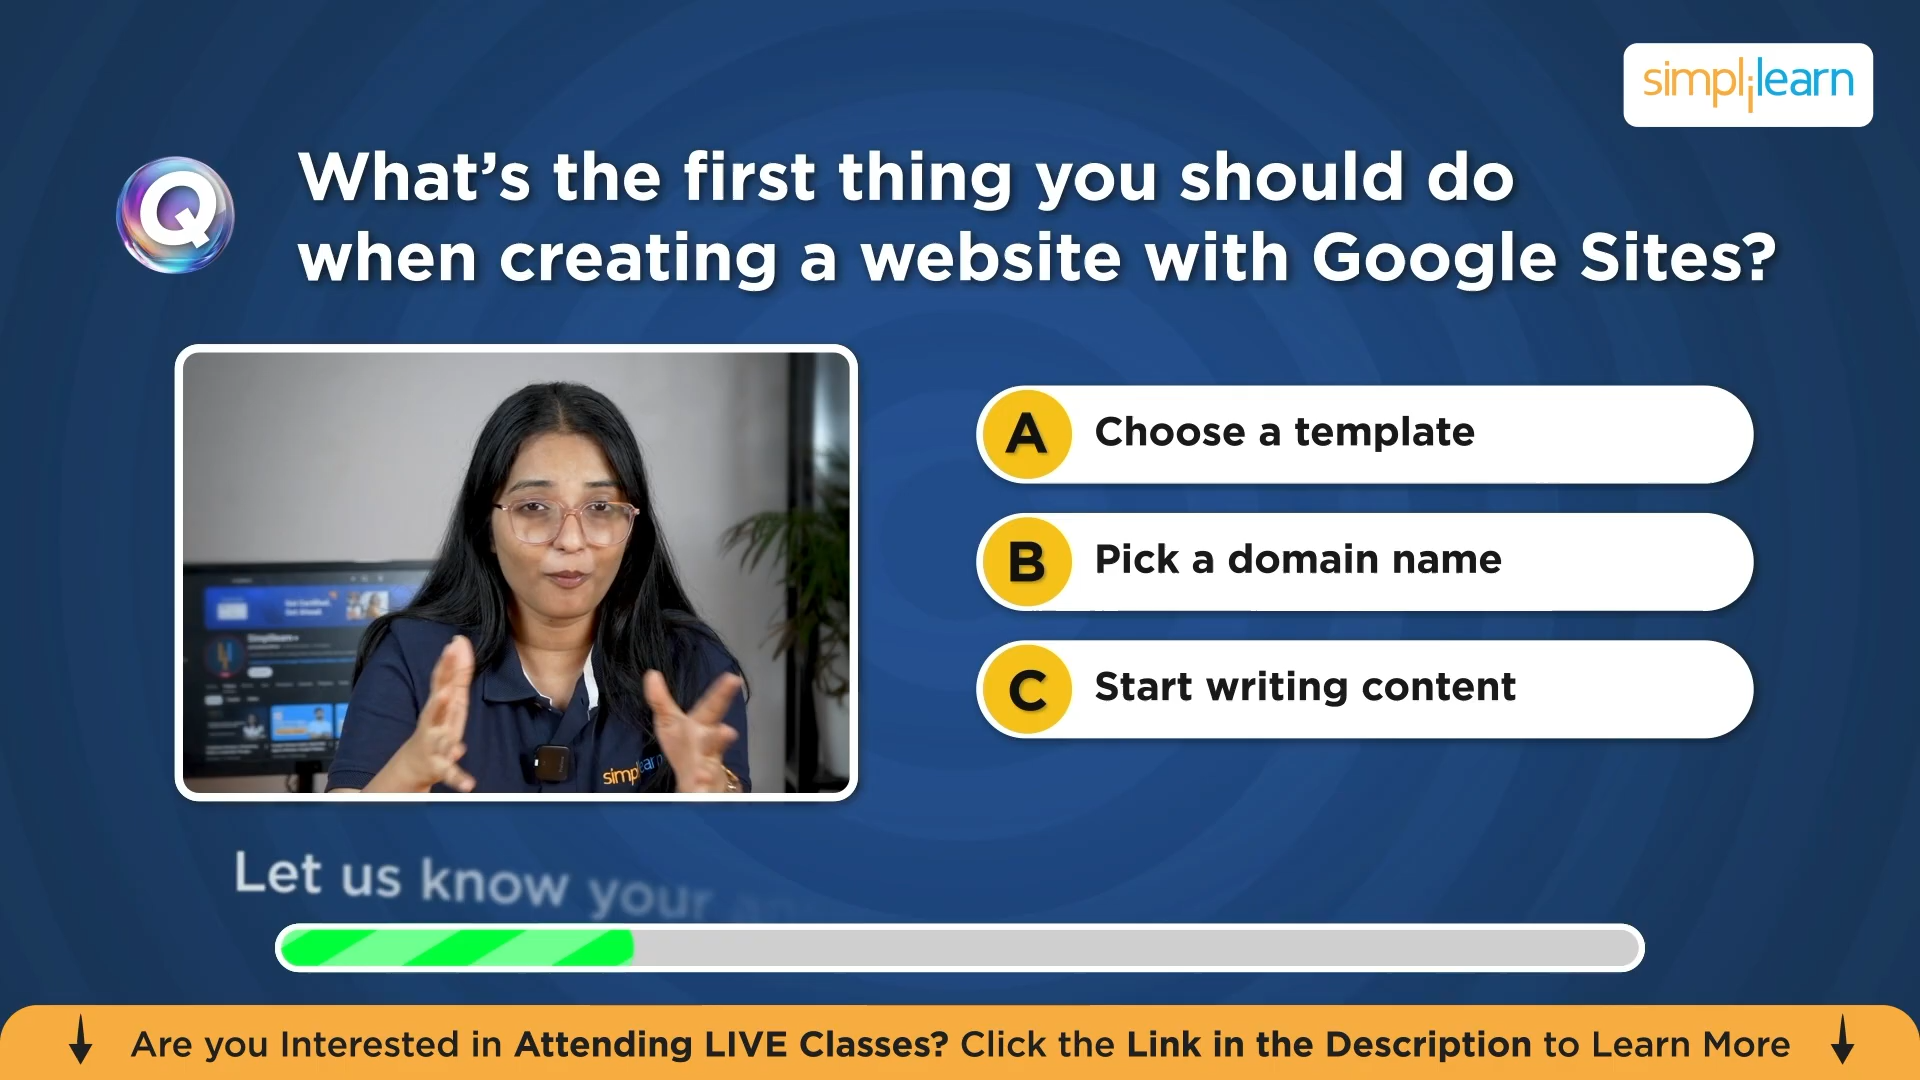 simplilearn
Q
What's the first thing you should do
when creating a website with Google Sites?
A Choose a template
B Pick a domain name
C Start writing content
simplilearn
Let us know your
Are you Interested in Attending LIVE Classes? Click the Link in the Description to Learn More